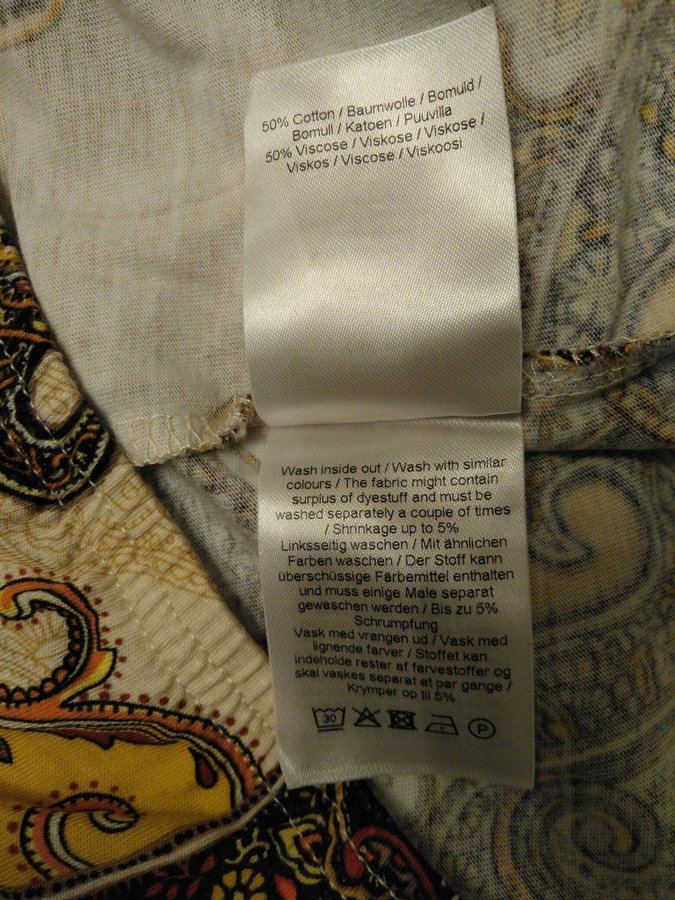 50% Cotton / Baumwolle / Bomuld /
Bomull / Katoen / Puuvilla
50% Viscose / Viskose / Viskose /
Viskos / Viscose / Viskoosi
Wash inside out / Wash with similar
colours / The fabric might contain
surplus of dyestuff and must be
washed separately a couple of times
/ Shrinkage up to 5%
Linksseitig waschen / Mit ähnlichen
Farben waschen / Der Stoff kann
überschüssige Färbemittel enthalten
und muss einige Male separat
gewaschen werden / Bis zu 5%
Schrumpfung
Vask med vrangen ud / Vask med
lignende farver / Stoffet kan
indeholde rester af farvestoffer og
skal vaskes separat et par gange /
Krymper op til 5%
30 P